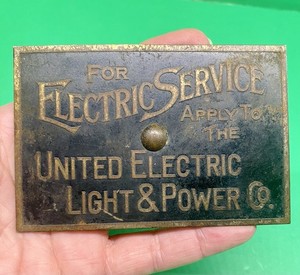 FOR
ELECTRIC SERVICE
APPLY TO
THE
UNITED ELECTRIC
LIGHT & POWER CO.